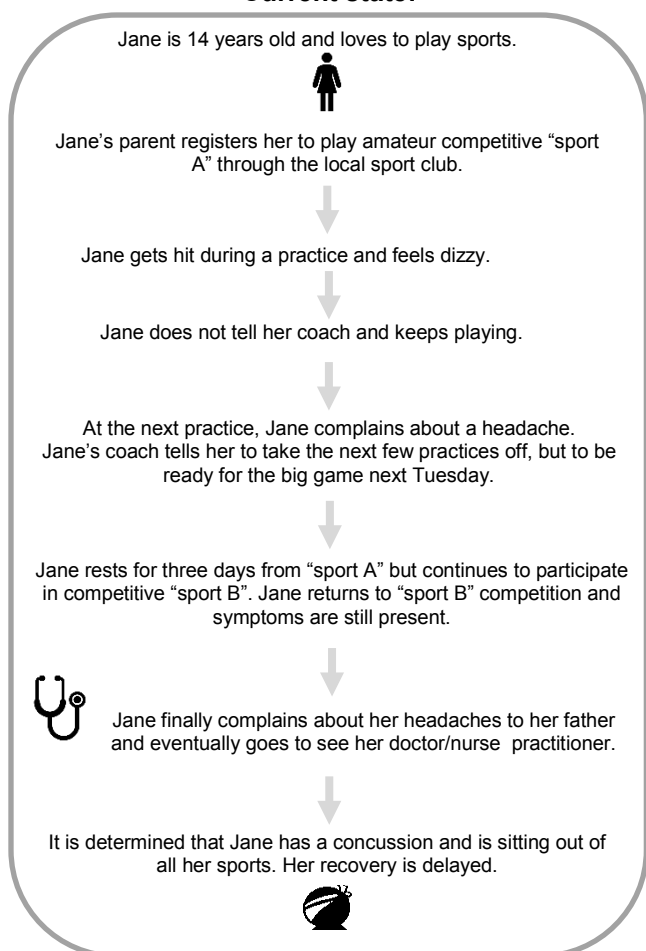 Jane is 14 years old and loves to play sports.
Jane’s parent registers her to play amateur competitive “sport
A” through the local sport club.
Jane gets hit during a practice and feels dizzy.
Jane does not tell her coach and keeps playing.
At the next practice, Jane complains about a headache.
Jane’s coach tells her to take the next few practices off, but to be
ready for the big game next Tuesday.
Jane rests for three days from “sport A” but continues to participate
in competitive “sport B”. Jane returns to “sport B” competition and
symptoms are still present.
Jane finally complains about her headaches to her father
and eventually goes to see her doctor/nurse practitioner.
It is determined that Jane has a concussion and is sitting out of
all her sports. Her recovery is delayed.